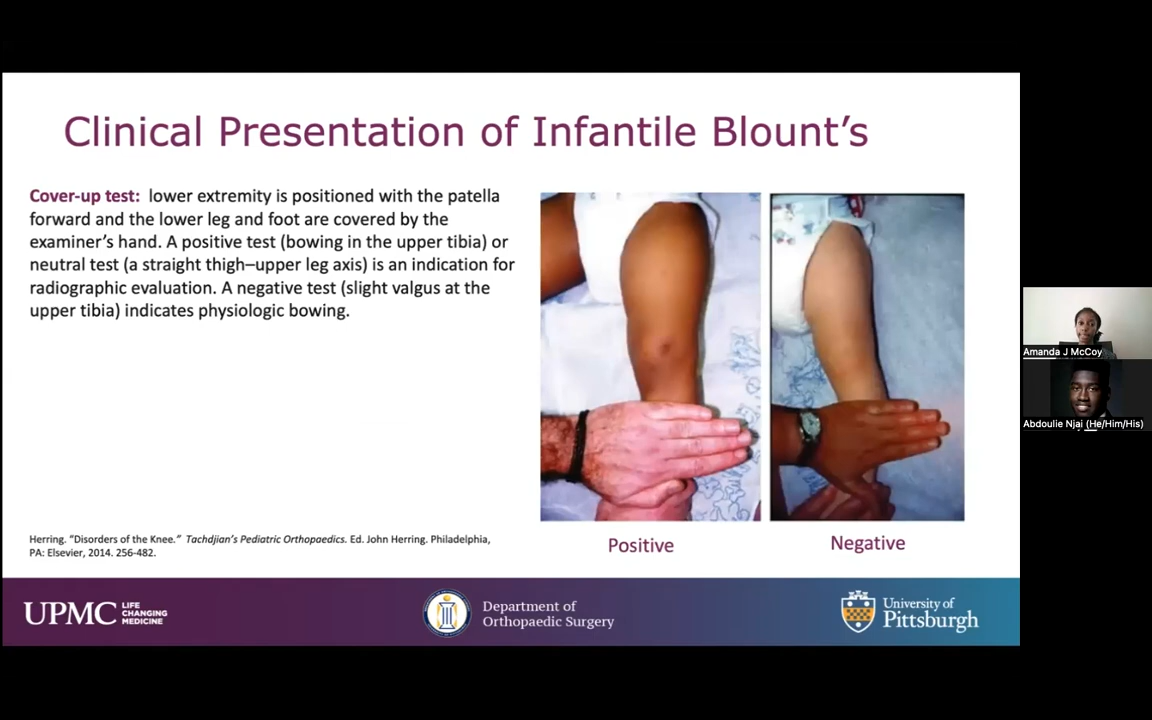 Clinical Presentation of Infantile Blount's
Cover-up test: lower extremity is positioned with the patella
forward and the lower leg and foot are covered by the
examiner's hand. A positive test (bowing in the upper tibia) or
neutral test (a straight thigh–upper leg axis) is an indication for
radiographic evaluation. A negative test (slight valgus at the
upper tibia) indicates physiologic bowing.
Positive
Negative
Herring. "Disorders of the Knee." Tachdjian's Pediatric Orthopaedics. Ed. John Herring. Philadelphia,
PA: Elsevier, 2014. 256-482.
UPMC
LIFE
CHANGING
MEDICINE
Department of
Orthopaedic Surgery
University of
Pittsburgh
Amanda J McCoy
Abdoulie Njai (He/Him/His)